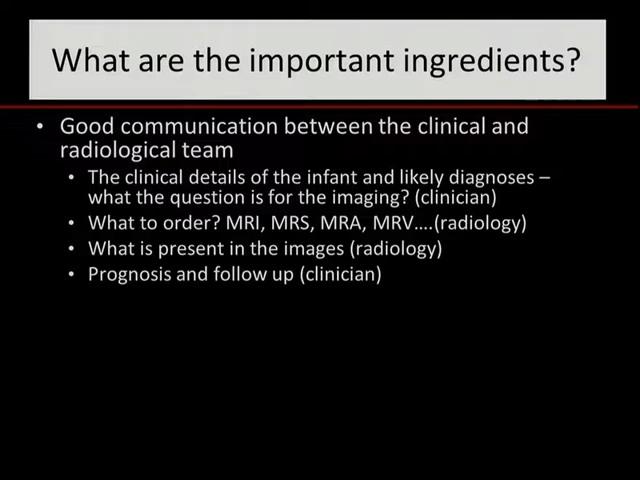 What are the important ingredients?
• Good communication between the clinical and
radiological team
• The clinical details of the infant and likely diagnoses –
what the question is for the imaging? (clinician)
• What to order? MRI, MRS, MRA, MRV….(radiology)
• What is present in the images (radiology)
• Prognosis and follow up (clinician)